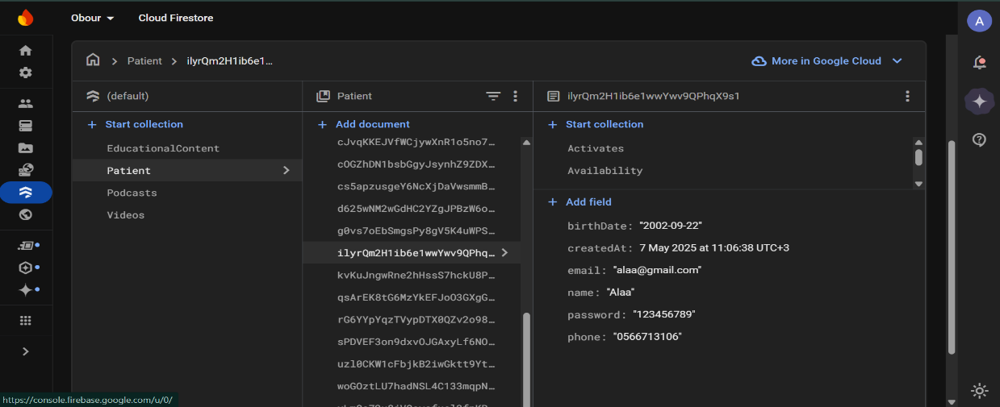 Obour
Cloud Firestore
A
Patient
ilyrQm2H1ib6e1...
More in Google Cloud
(default)
Patient
ilyrQm2H1ib6e1wwYwv9QPhqX9s1
Start collection
EducationalContent
Patient
Podcasts
Videos
Add document
cJvqKKEJVfWCjywXnR1o5no7...
cOGZhDN1bsbGgyJsynhZ9ZDX...
cs5apzusgeY6NcXjDaVwsmmB...
d625wNM2wGdHC2YZgJPBzW6o...
g0vs7oEbSmgsPy8gV5K4uWPS...
ilyrQm2H1ib6e1wwYwv9QPhq...
kvKuJngwRne2hHssS7hckU8P...
qsArEK8tG6MzYkEFJoO3GXgG...
rG6YYpYqzTVypDTX0QZv2o98...
sPDVEF3on9dxvOJGAxyLf6NO...
uzl0CKW1cFbjkB2iwGktt9Yt...
woGOztLU7hadNSL4C133mqpN...
Start collection
Activates
Availability
Add field
birthDate: "2002-09-22"
createdAt: 7 May 2025 at 11:06:38 UTC+3
email: "alaa@gmail.com"
name: "Alaa"
password: "123456789"
phone: "0566713106"
https://console.firebase.google.com/u/0/